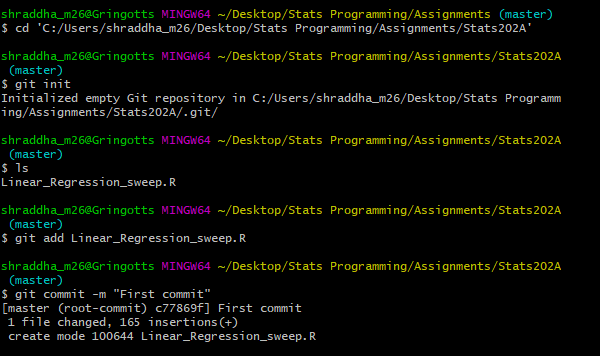 shraddha_m26@Gringotts MINGW64 ~/Desktop/Stats Programming/Assignments (master)
$ cd 'C:/Users/shraddha_m26/Desktop/Stats Programming/Assignments/Stats202A'
shraddha_m26@Gringotts MINGW64 ~/Desktop/Stats Programming/Assignments/Stats202A
(master)
$ git init
Initialized empty Git repository in C:/Users/shraddha_m26/Desktop/Stats Programm
ing/Assignments/Stats202A/.git/
shraddha_m26@Gringotts MINGW64 ~/Desktop/Stats Programming/Assignments/Stats202A
(master)
$ ls
Linear_Regression_sweep.R
shraddha_m26@Gringotts MINGW64 ~/Desktop/Stats Programming/Assignments/Stats202A
(master)
$ git add Linear_Regression_sweep.R
shraddha_m26@Gringotts MINGW64 ~/Desktop/Stats Programming/Assignments/Stats202A
(master)
$ git commit -m "First commit"
[master (root-commit) c77869f] First commit
1 file changed, 165 insertions(+)
create mode 100644 Linear_Regression_sweep.R